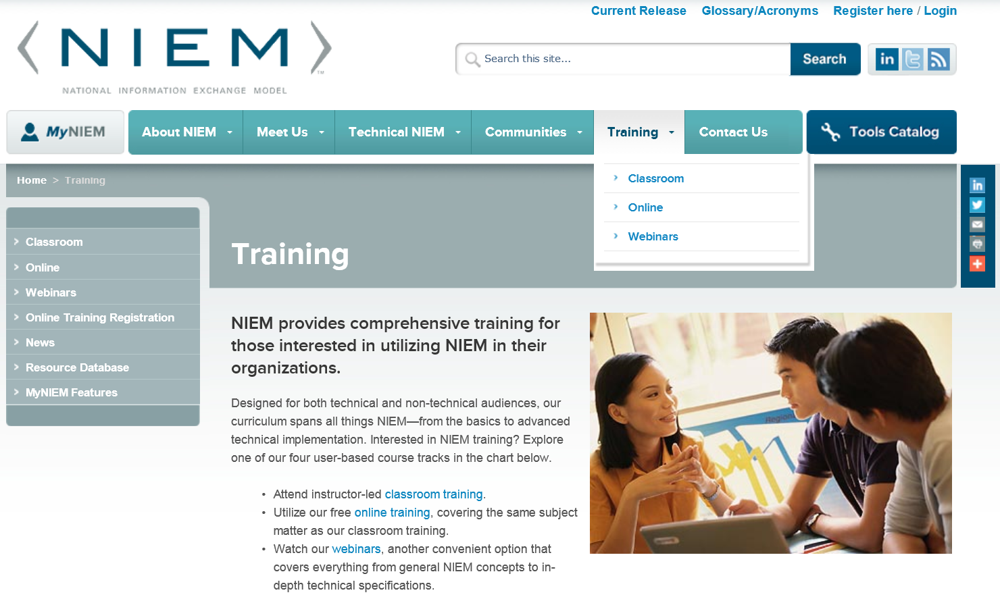 Current Release Glossary/Acronyms Register here / Login
NIEM
TM
NATIONAL INFORMATION EXCHANGE MODEL
Search this site... Search
MyNIEM About NIEM Meet Us Technical NIEM Communities Training Contact Us Tools Catalog
Classroom
Online
Webinars
Home > Training
Classroom
Online
Webinars
Online Training Registration
News
Resource Database
MyNIEM Features
Training
NIEM provides comprehensive training for
those interested in utilizing NIEM in their
organizations.
Designed for both technical and non-technical audiences, our
curriculum spans all things NIEM—from the basics to advanced
technical implementation. Interested in NIEM training? Explore
one of our four user-based course tracks in the chart below.
• Attend instructor-led classroom training.
• Utilize our free online training, covering the same subject
matter as our classroom training.
• Watch our webinars, another convenient option that
covers everything from general NIEM concepts to in-
depth technical specifications.
Regional